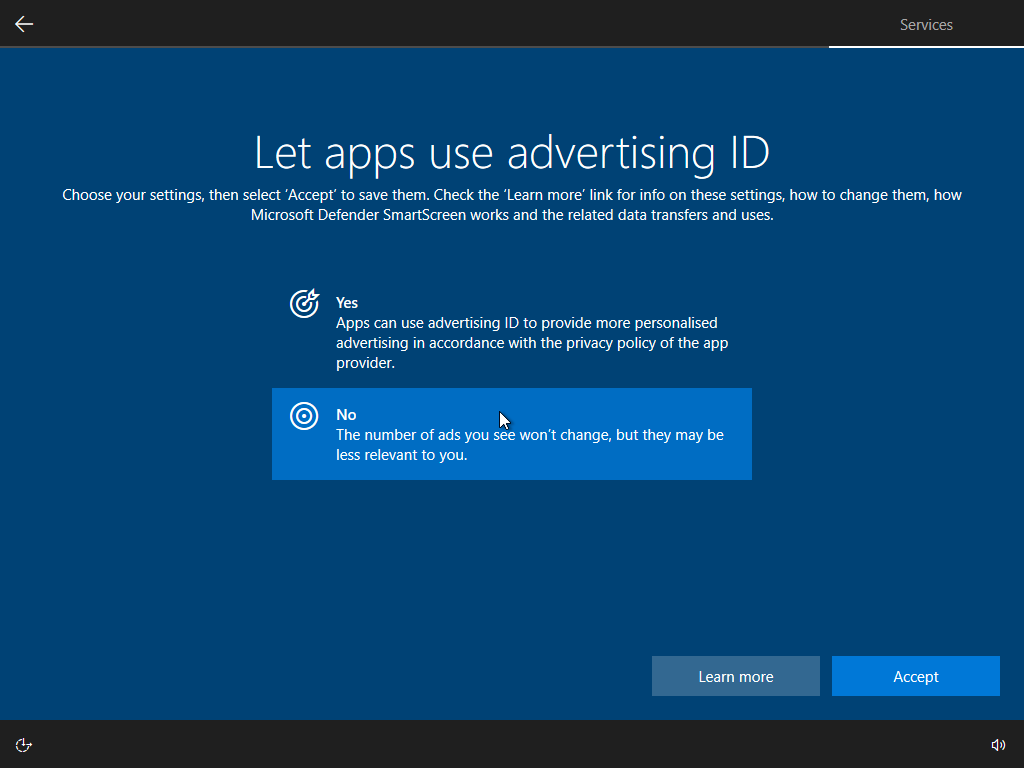 Services
Let apps use advertising ID
Choose your settings, then select ‘Accept’ to save them. Check the ‘Learn more’ link for info on these settings, how to change them, how
Microsoft Defender SmartScreen works and the related data transfers and uses.
Yes
Apps can use advertising ID to provide more personalised
advertising in accordance with the privacy policy of the app
provider.
No
The number of ads you see won’t change, but they may be
less relevant to you.
Learn more
Accept